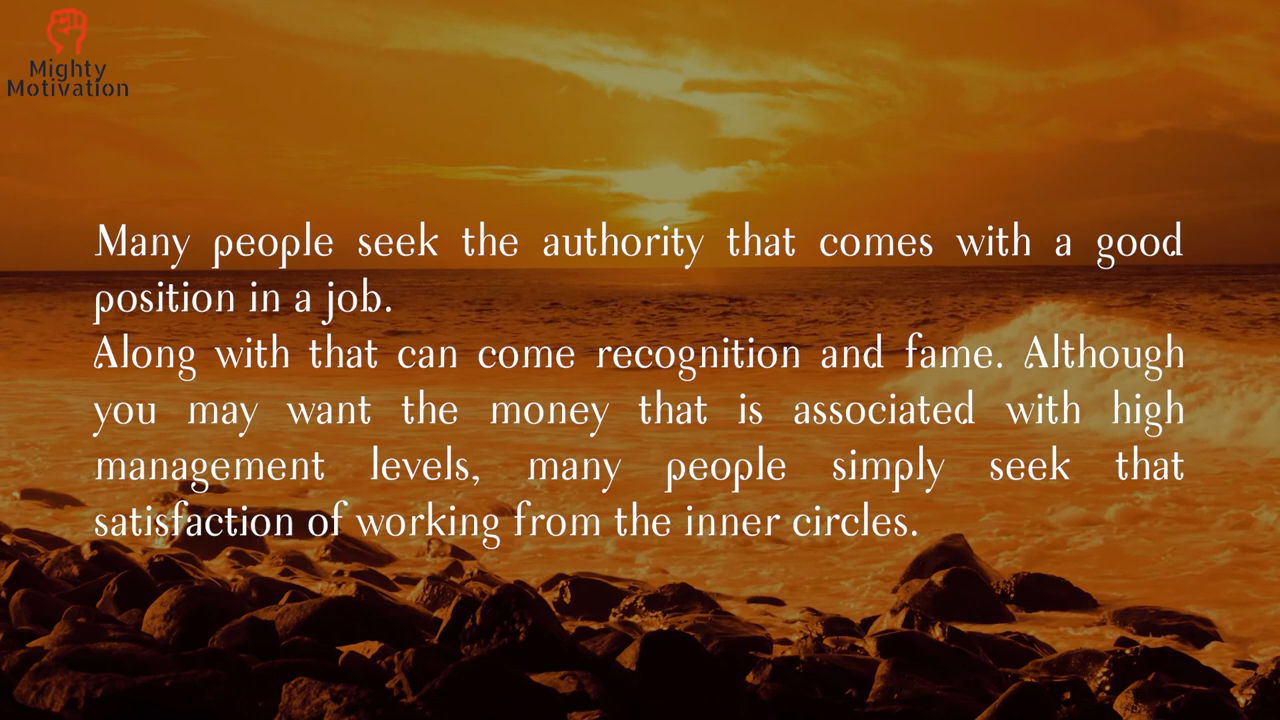 Mighty
Motivation
Many people seek the authority that comes with a good
position in a job.
Along with that can come recognition and fame. Although
you may want the money that is associated with high
management levels, many people simply seek that
satisfaction of working from the inner circles.